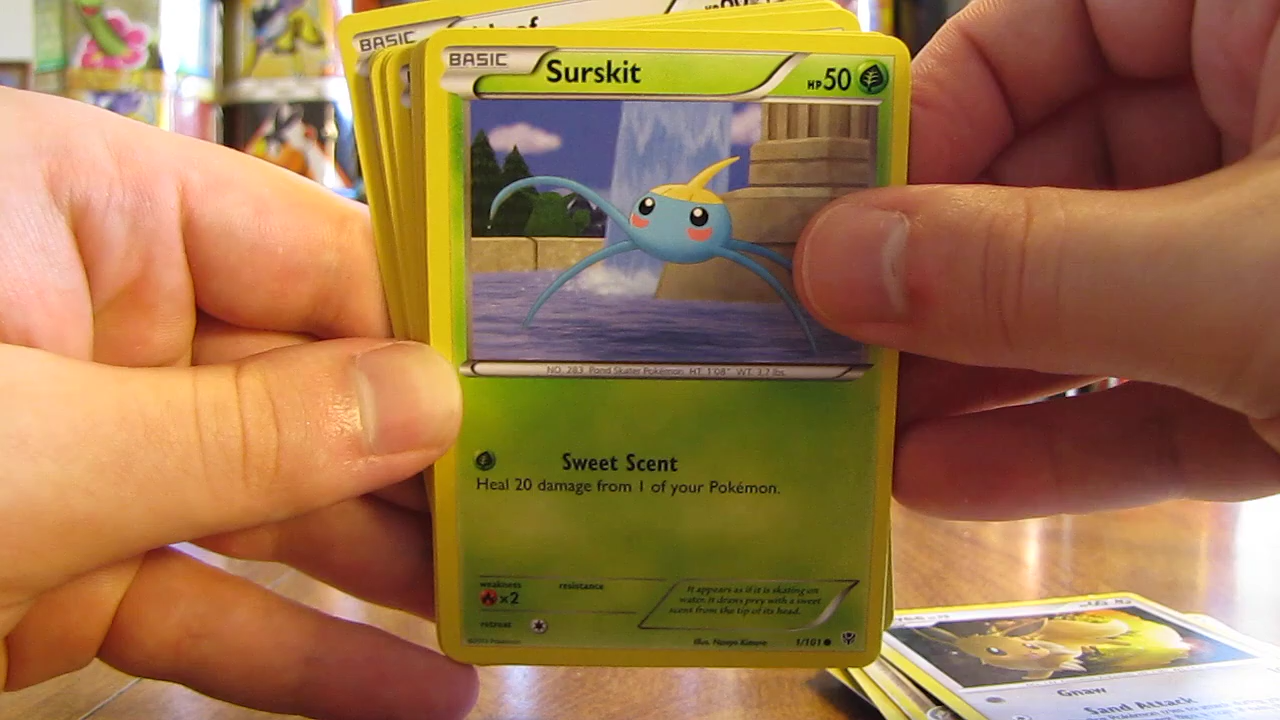 BASIC
BASIC Surskit HP 50
NO. 283 Pond Skater Pokémon. HT. 1'08" WT. 3.7 lbs.
Sweet Scent
Heal 20 damage from 1 of your Pokémon.
weakness resistance
×2
It appears as if it is skating on
water. It draws prey with a sweet
scent from the tip of its head.
retreat
Illus. Naoyo Kimura 1/101
Gnaw
Sand Attack